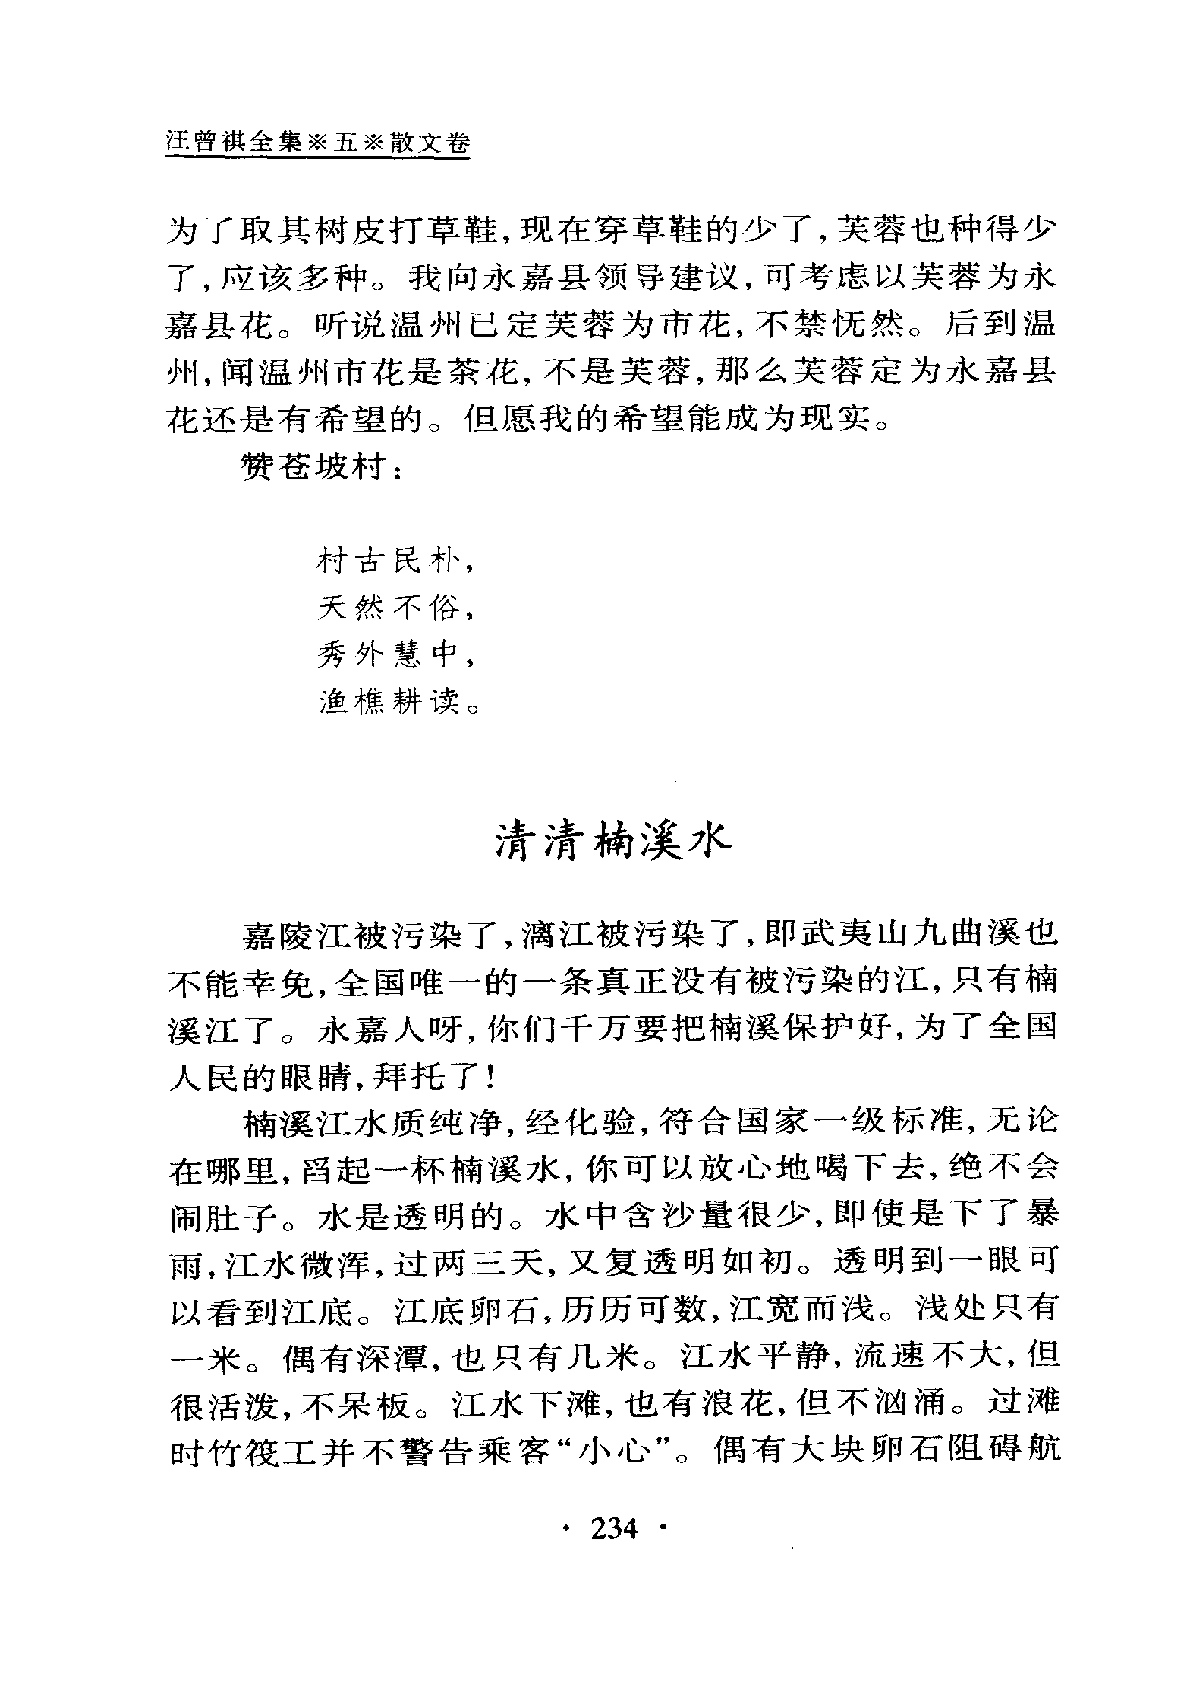 汪曾祺全集※五※散文卷
为了取其树皮打草鞋,现在穿草鞋的少了,芙蓉也种得少
了,应该多种。我向永嘉县领导建议,可考虑以芙蓉为永
嘉县花。听说温州已定芙蓉为市花,不禁怃然。后到温
州,闻温州市花是茶花,不是芙蓉,那么芙蓉定为永嘉县
花还是有希望的。但愿我的希望能成为现实。
赞苍坡村:
村古民朴,
天然不俗,
秀外慧中,
渔樵耕读。
清清楠溪水
嘉陵江被污染了,漓江被污染了,即武夷山九曲溪也
不能幸免,全国唯一的一条真正没有被污染的江,只有楠
溪江了。永嘉人呀,你们千万要把楠溪保护好,为了全国
人民的眼睛,拜托了!
楠溪江水质纯净,经化验,符合国家一级标准,无论
在哪里,舀起一杯楠溪水,你可以放心地喝下去,绝不会
闹肚子。水是透明的。水中含沙量很少,即使是下了暴
雨,江水微浑,过两三天,又复透明如初。透明到一眼可
以看到江底。江底卵石,历历可数,江宽而浅。浅处只有
一米。偶有深潭,也只有几米。江水平静,流速不大,但
很活泼,不呆板。江水下滩,也有浪花,但不汹涌。过滩
时竹筏工并不警告乘客“小心”。偶有大块卵石阻碍航
· 234 ·